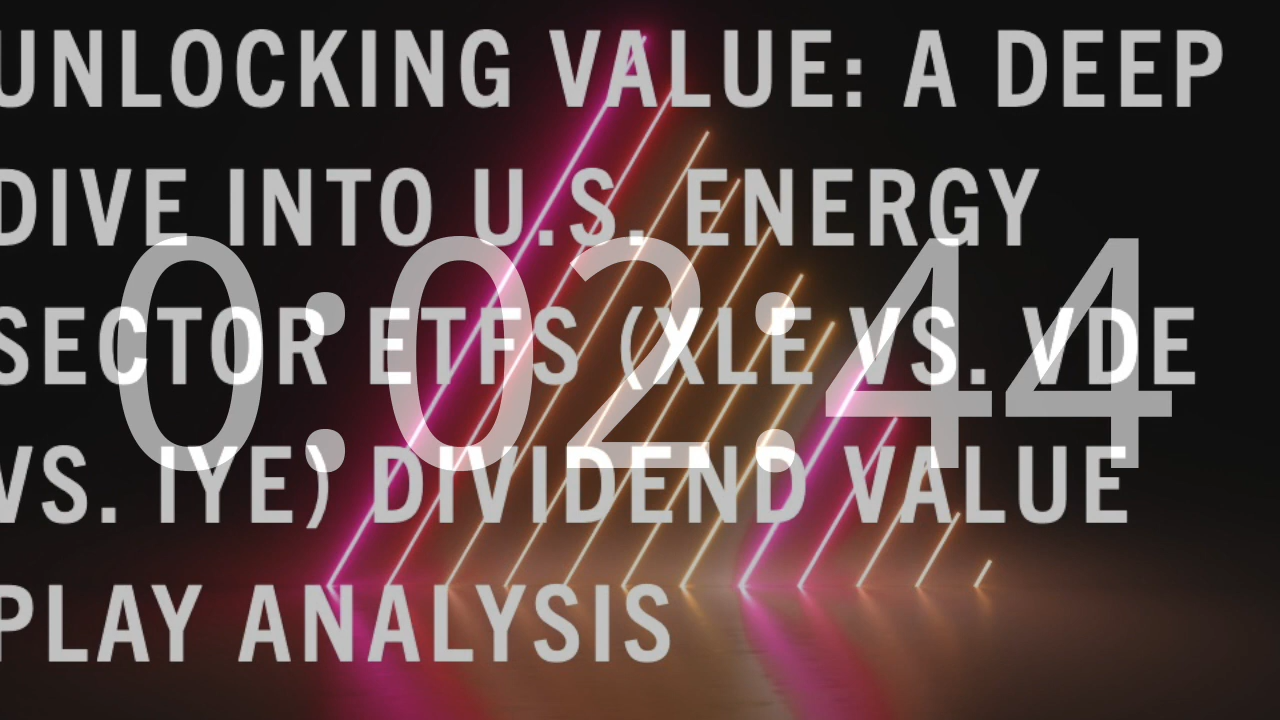 UNLOCKING VALUE: A DEEP
DIVE INTO U.S. ENERGY
0:02:44
SECTOR ETFS (XLE VS. VDE
VS. IYE) DIVIDEND VALUE
PLAY ANALYSIS